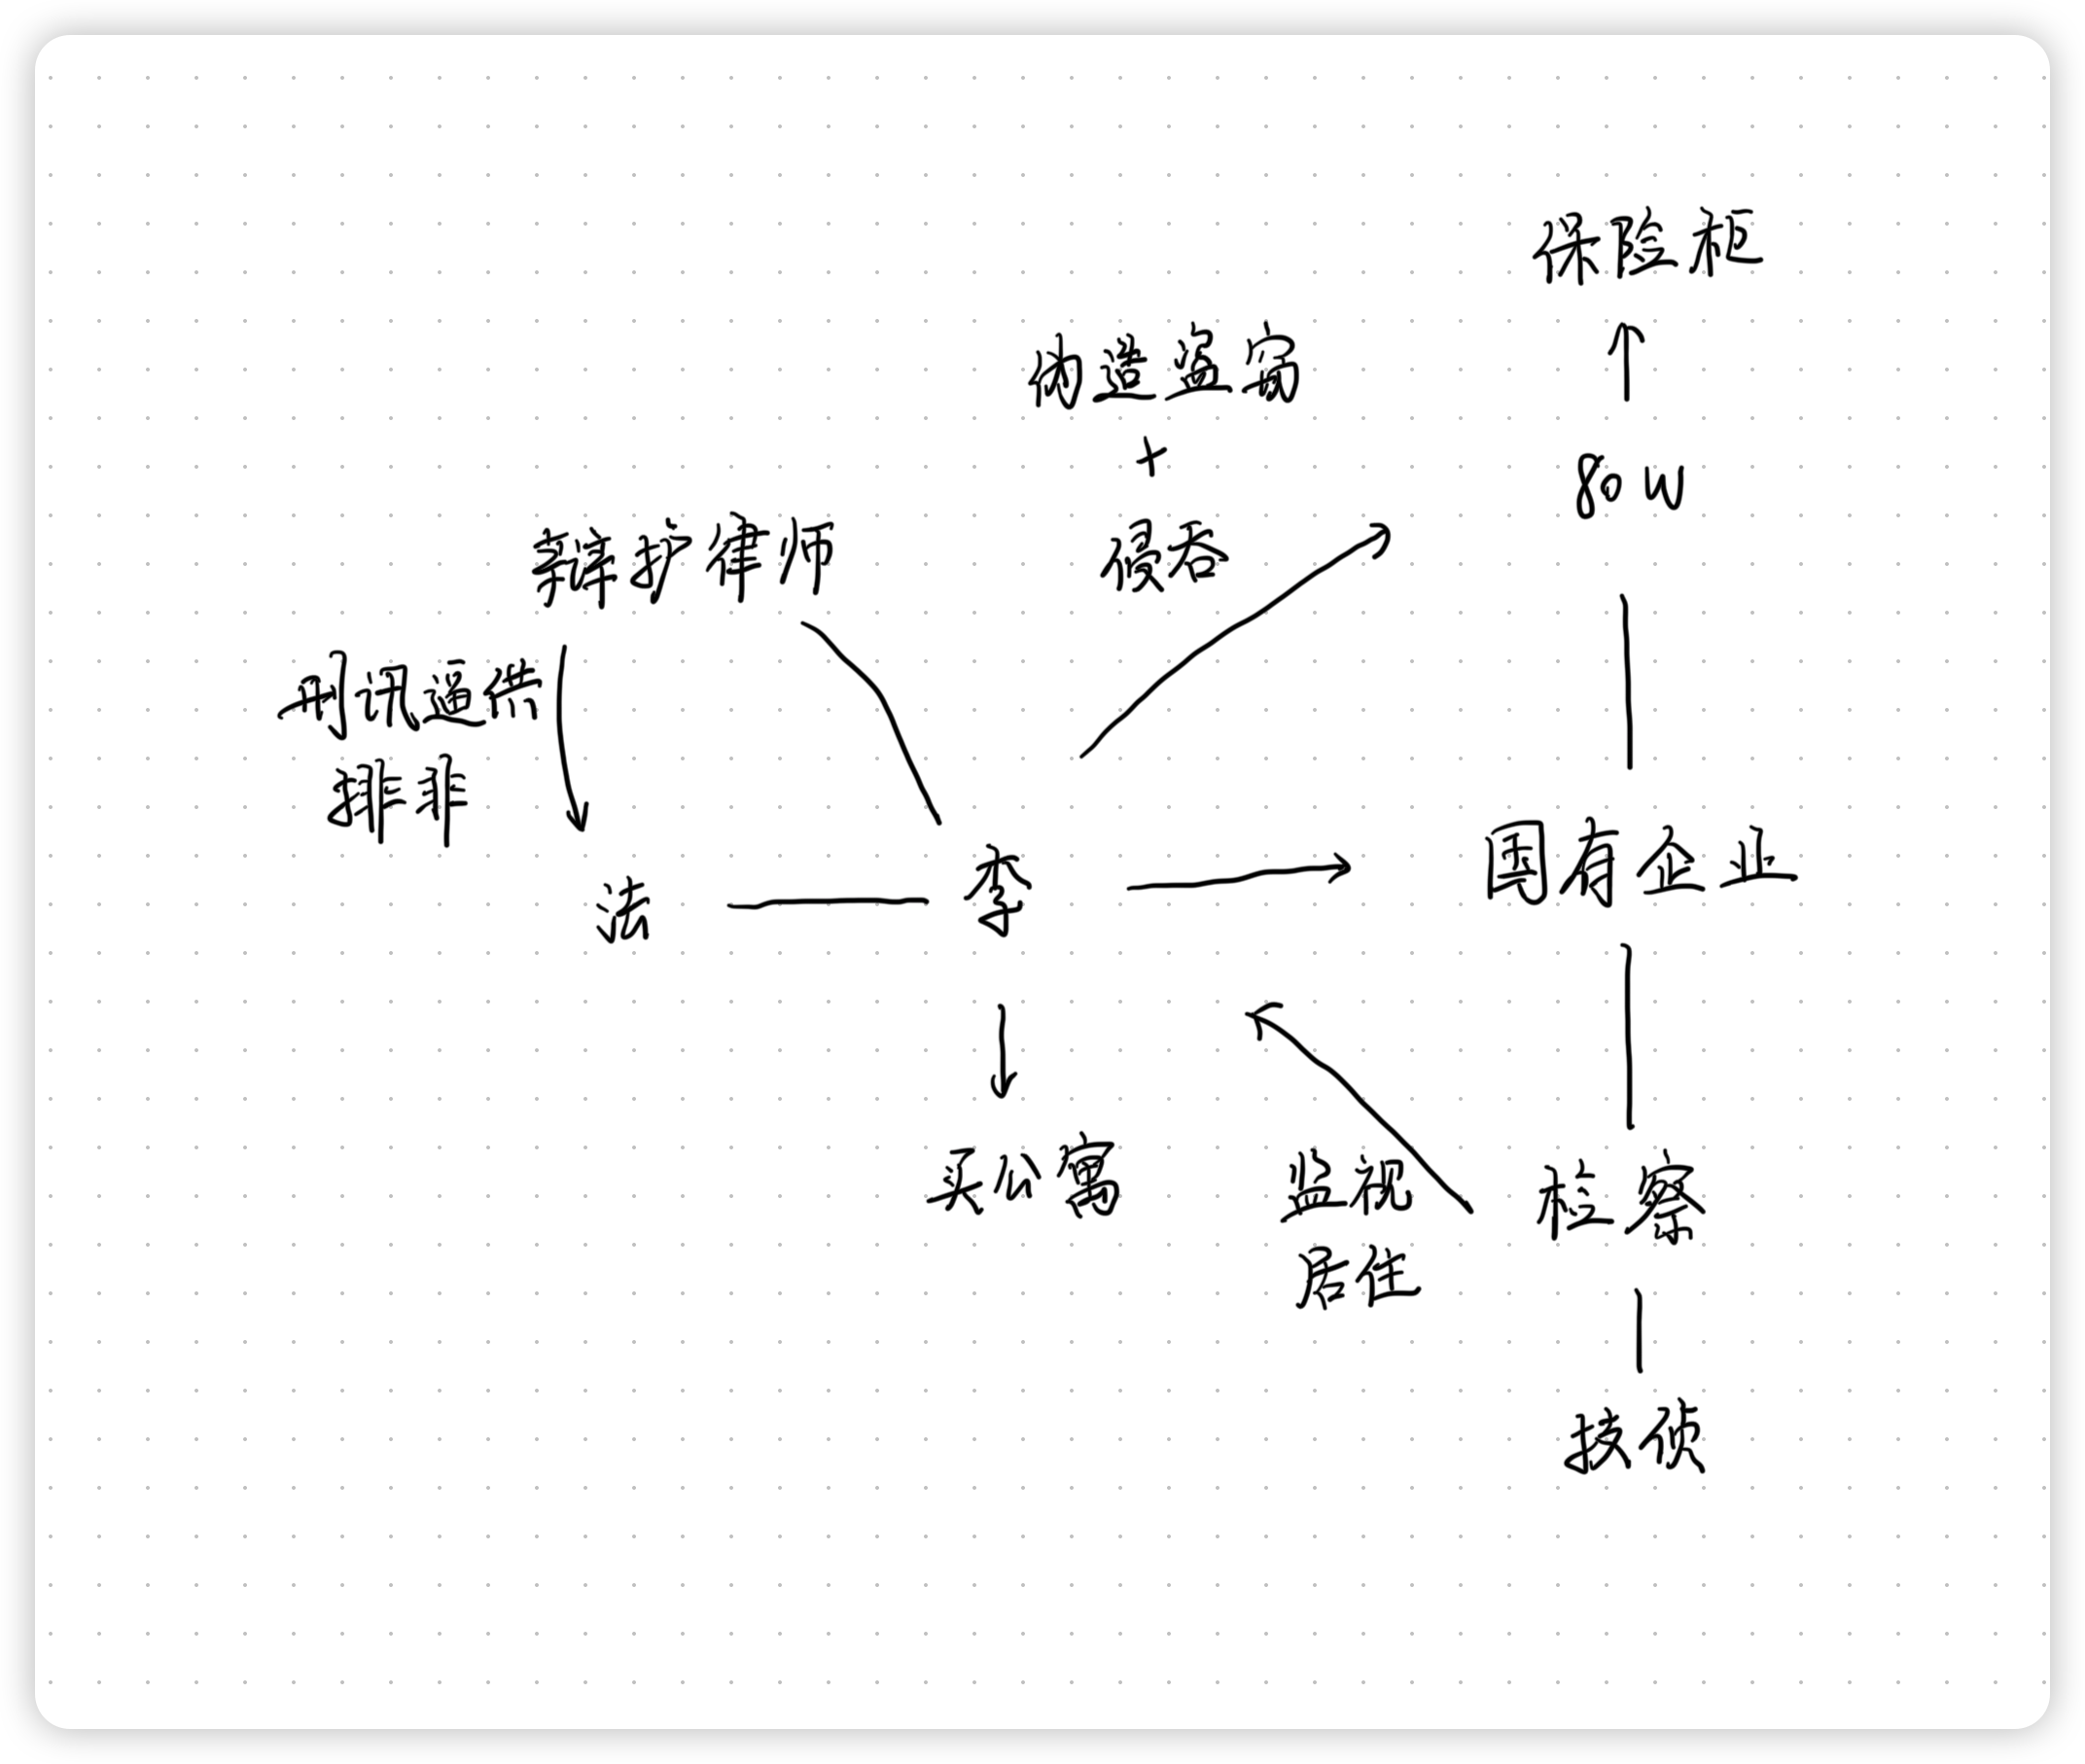 保险柜
伪造盗窃
+
80W
侵吞
辩护律师
刑讯逼供
排非
法
李
国有企业
买公寓
监视
居住
检察
技侦